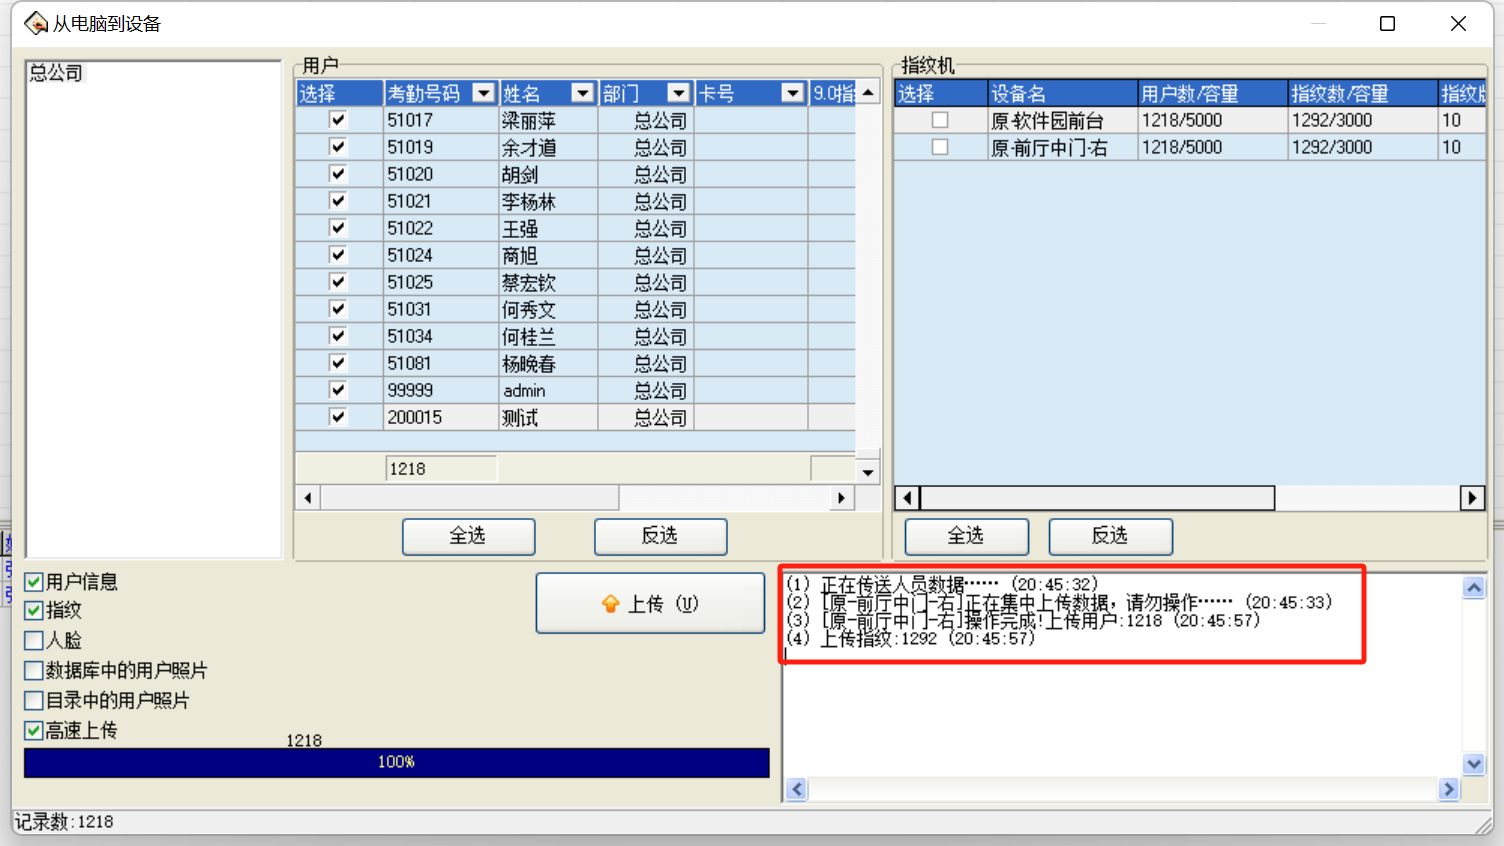 从电脑到设备
总公司
用户
选择 考勤号码 姓名 部门 卡号 9.0指
51017 梁丽萍 总公司
51019 余才道 总公司
51020 胡剑 总公司
51021 李杨林 总公司
51022 王强 总公司
51024 商旭 总公司
51025 蔡宏钦 总公司
51031 何秀文 总公司
51034 何桂兰 总公司
51081 杨晚春 总公司
99999 admin 总公司
200015 测试 总公司
1218
全选 反选
指纹机
选择 设备名 用户数/容量 指纹数/容量 指纹版
原-软件园前台 1218/5000 1292/3000 10
原-前厅中门-右 1218/5000 1292/3000 10
全选 反选
用户信息
指纹
人脸
数据库中的用户照片
目录中的用户照片
高速上传
上传 (U)
1218
100%
(1) 正在传送人员数据…… (20:45:32)
(2) [原-前厅中门-右]正在集中上传数据，请勿操作…… (20:45:33)
(3) [原-前厅中门-右]操作完成!上传用户:1218 (20:45:57)
(4) 上传指纹:1292 (20:45:57)
记录数:1218